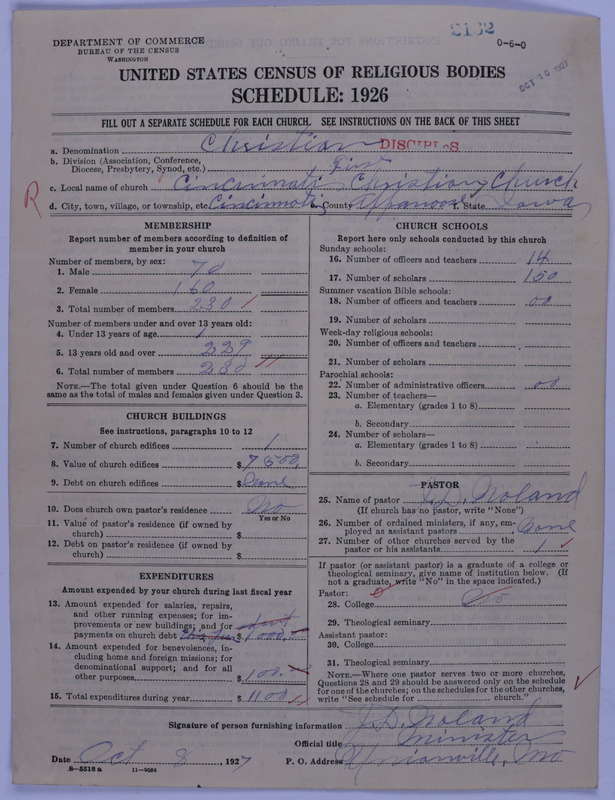 2132
DEPARTMENT OF COMMERCE
BUREAU OF THE CENSUS
WASHINGTON
0-6-0
OCT 10 1927
UNITED STATES CENSUS OF RELIGIOUS BODIES
SCHEDULE: 1926
FILL OUT A SEPARATE SCHEDULE FOR EACH CHURCH. SEE INSTRUCTIONS ON THE BACK OF THIS SHEET
a. Denomination Christian DISCIPLES
b. Division (Association, Conference, Diocese, Presbytery, Synod, etc.) First
c. Local name of church Cincinnati Christian Church
R
d. City, town, village, or township, etc. Cincinnati e. County Appanoose f. State Iowa
MEMBERSHIP
Report number of members according to definition of member in your church
Number of members, by sex:
1. Male 70
2. Female 160
3. Total number of members 230
Number of members under and over 13 years old:
4. Under 13 years of age 1
5. 13 years old and over 229
6. Total number of members 230
NOTE.—The total given under Question 6 should be the same as the total of males and females given under Question 3.
CHURCH BUILDINGS
See instructions, paragraphs 10 to 12
7. Number of church edifices 1
8. Value of church edifices $7500
9. Debt on church edifices $None
10. Does church own pastor's residence No
Yes or No
11. Value of pastor's residence (if owned by church) $
12. Debt on pastor's residence (if owned by church) $
EXPENDITURES
Amount expended by your church during last fiscal year
13. Amount expended for salaries, repairs, and other running expenses; for improvements or new buildings; and for payments on church debt $1000.
14. Amount expended for benevolences, including home and foreign missions; for denominational support; and for all other purposes $100.
15. Total expenditures during year $1100
CHURCH SCHOOLS
Report here only schools conducted by this church
Sunday schools:
16. Number of officers and teachers 14
17. Number of scholars 150
Summer vacation Bible schools:
18. Number of officers and teachers 00
19. Number of scholars
Week-day religious schools:
20. Number of officers and teachers
21. Number of scholars
Parochial schools:
22. Number of administrative officers 00
23. Number of teachers—
a. Elementary (grades 1 to 8)
b. Secondary
24. Number of scholars—
a. Elementary (grades 1 to 8)
b. Secondary
PASTOR
25. Name of pastor J. D. Noland
(If church has no pastor, write "None")
26. Number of ordained ministers, if any, employed as assistant pastors None
27. Number of other churches served by the pastor or his assistants 1
If pastor (or assistant pastor) is a graduate of a college or theological seminary, give name of institution below. (If not a graduate, write "No" in the space indicated.)
Pastor:
28. College No
29. Theological seminary
Assistant pastor:
30. College
31. Theological seminary
NOTE.—Where one pastor serves two or more churches, Questions 28 and 29 should be answered only on the schedule for one of the churches; on the schedules for the other churches, write "See schedule for church."
Signature of person furnishing information J. D. Noland
Official title Minister
Date Oct 8, 1927 P. O. Address Unionville, Mo
8-5518 a 11-9064